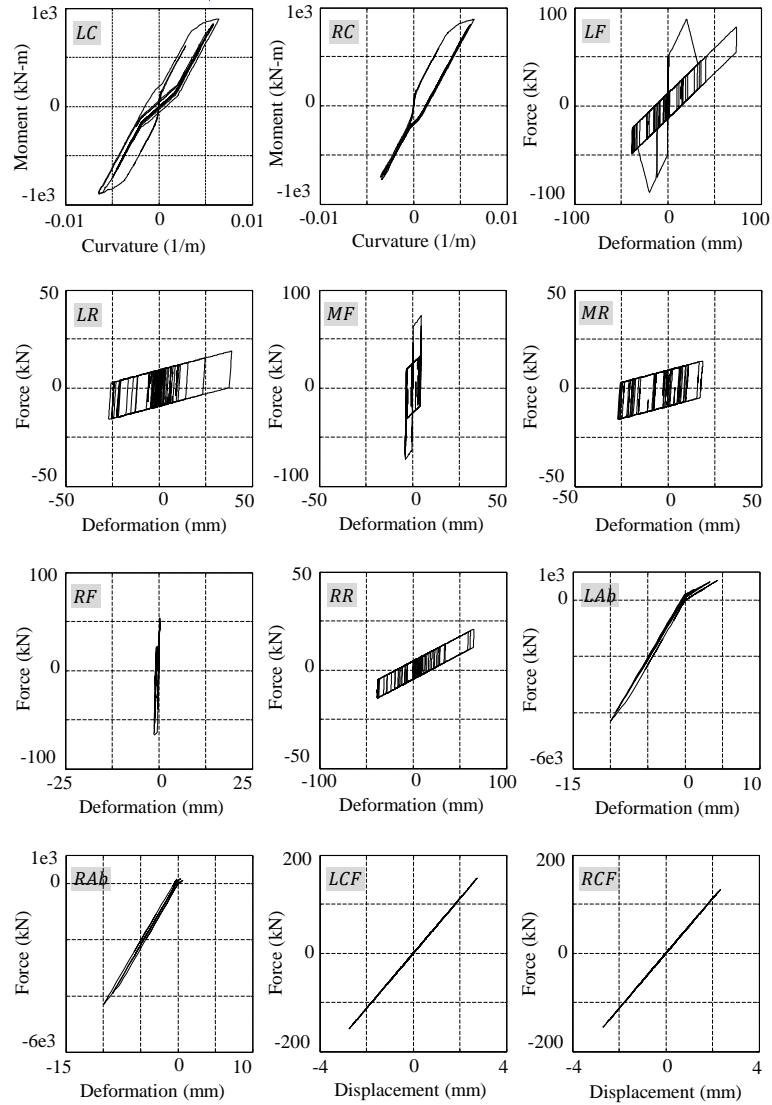 1e3
LC
Moment (kN-m)
-1e3
-0.01
0
0.01
Curvature (1/m)
1e3
RC
Moment (kN-m)
-1e3
-0.01
0
0.01
Curvature (1/m)
100
LF
Force (kN)
0
-100
-100
0
100
Deformation (mm)
50
LR
Force (kN)
0
-50
-50
0
50
Deformation (mm)
100
MF
Force (kN)
0
-100
-50
0
50
Deformation (mm)
50
MR
Force (kN)
0
-50
-50
0
50
Deformation (mm)
100
RF
Force (kN)
0
-100
-25
0
25
Deformation (mm)
50
RR
Force (kN)
0
-50
-100
0
100
Deformation (mm)
1e3
LAb
0
Force (kN)
-6e3
-15
0
10
Deformation (mm)
1e3
RAb
0
Force (kN)
-6e3
-15
0
10
Deformation (mm)
200
LCF
Force (kN)
0
-200
-4
0
4
Displacement (mm)
200
RCF
Force (kN)
0
-200
-4
0
4
Displacement (mm)